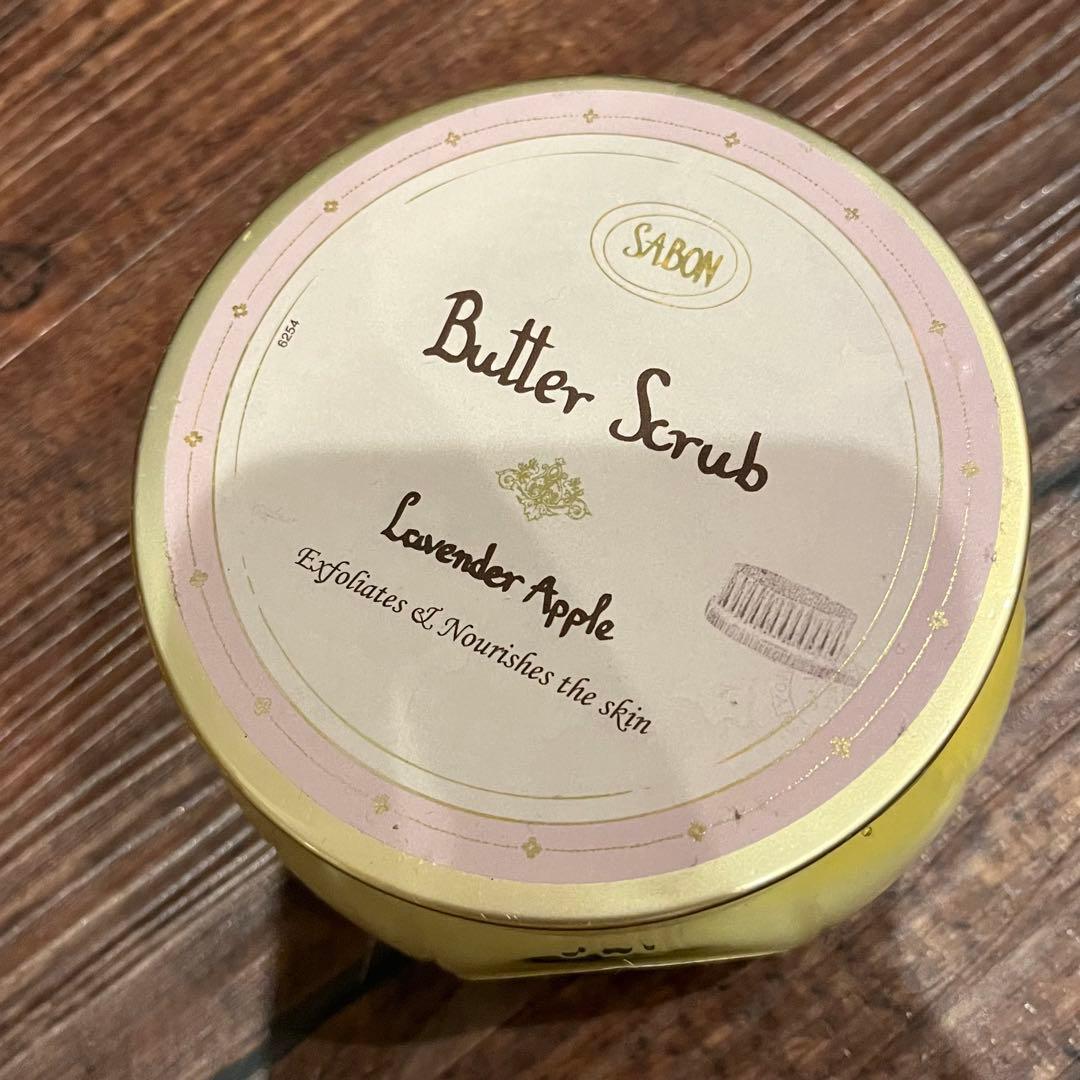 SABON
Butter Scrub
Lavender Apple
Exfoliates & Nourishes the skin
6254